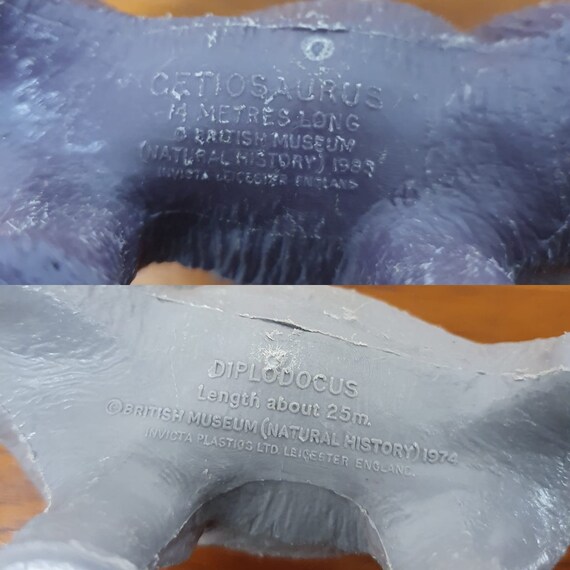 CETIOSAURUS
14 METRES LONG
© BRITISH MUSEUM
(NATURAL HISTORY) 1985
INVICTA LEICESTER ENGLAND
DIPLODOCUS
Length about 25m.
©BRITISH MUSEUM (NATURAL HISTORY) 1974
INVICTA PLASTICS LTD. LEICESTER ENGLAND.